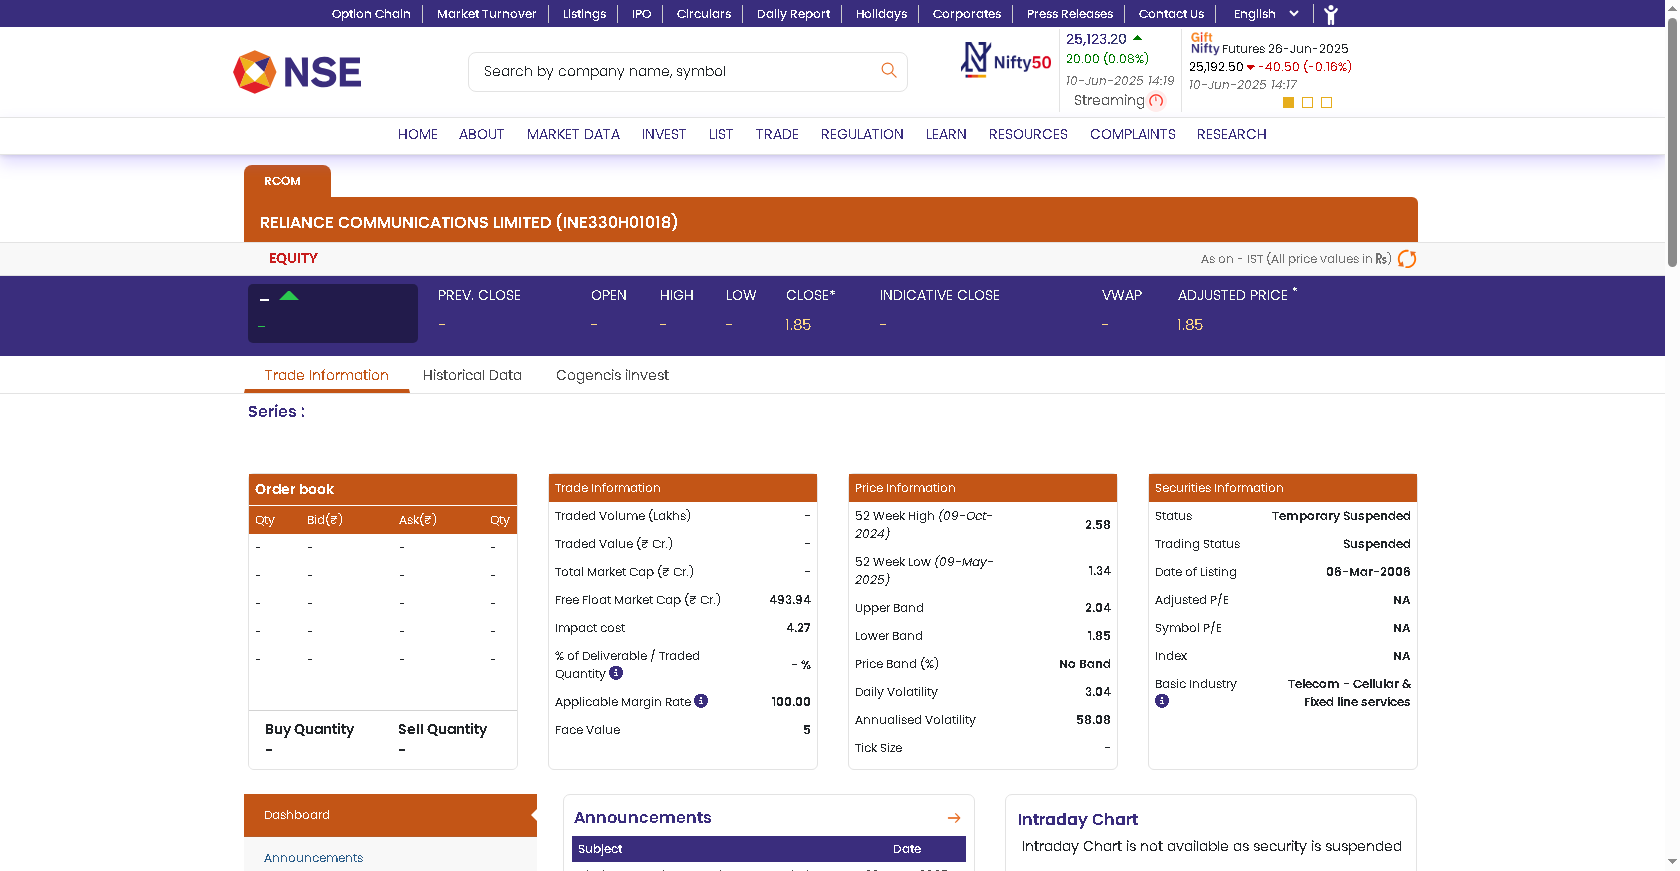 Option Chain Market Turnover Listings IPO Circulars Daily Report Holidays Corporates Press Releases Contact Us English
NSE
Search by company name, symbol
Nifty50
25,123.20
20.00 (0.08%)
10-Jun-2025 14:19
Streaming
Gift
Nifty Futures 26-Jun-2025
25,192.50 -40.50 (-0.16%)
10-Jun-2025 14:17
HOME ABOUT MARKET DATA INVEST LIST TRADE REGULATION LEARN RESOURCES COMPLAINTS RESEARCH
RCOM
RELIANCE COMMUNICATIONS LIMITED (INE330H01018)
EQUITY
As on - IST (All price values in ₨)
PREV. CLOSE OPEN HIGH LOW CLOSE* INDICATIVE CLOSE VWAP ADJUSTED PRICE *
- - - - - 1.85 - - 1.85
-
Trade Information Historical Data Cogencis iInvest
Series :
Order book
Qty Bid(₹) Ask(₹) Qty
- - - -
- - - -
- - - -
- - - -
- - - -
Buy Quantity Sell Quantity
- -
Trade Information
Traded Volume (Lakhs) -
Traded Value (₹ Cr.) -
Total Market Cap (₹ Cr.) -
Free Float Market Cap (₹ Cr.) 493.94
Impact cost 4.27
% of Deliverable / Traded
Quantity - %
Applicable Margin Rate 100.00
Face Value 5
Price Information
52 Week High (09-Oct-
2024) 2.58
52 Week Low (09-May-
2025) 1.34
Upper Band 2.04
Lower Band 1.85
Price Band (%) No Band
Daily Volatility 3.04
Annualised Volatility 58.08
Tick Size -
Securities Information
Status Temporary Suspended
Trading Status Suspended
Date of Listing 06-Mar-2006
Adjusted P/E NA
Symbol P/E NA
Index NA
Basic Industry Telecom - Cellular &
Fixed line services
Dashboard
Announcements
Announcements
Subject Date
Intraday Chart
Intraday Chart is not available as security is suspended